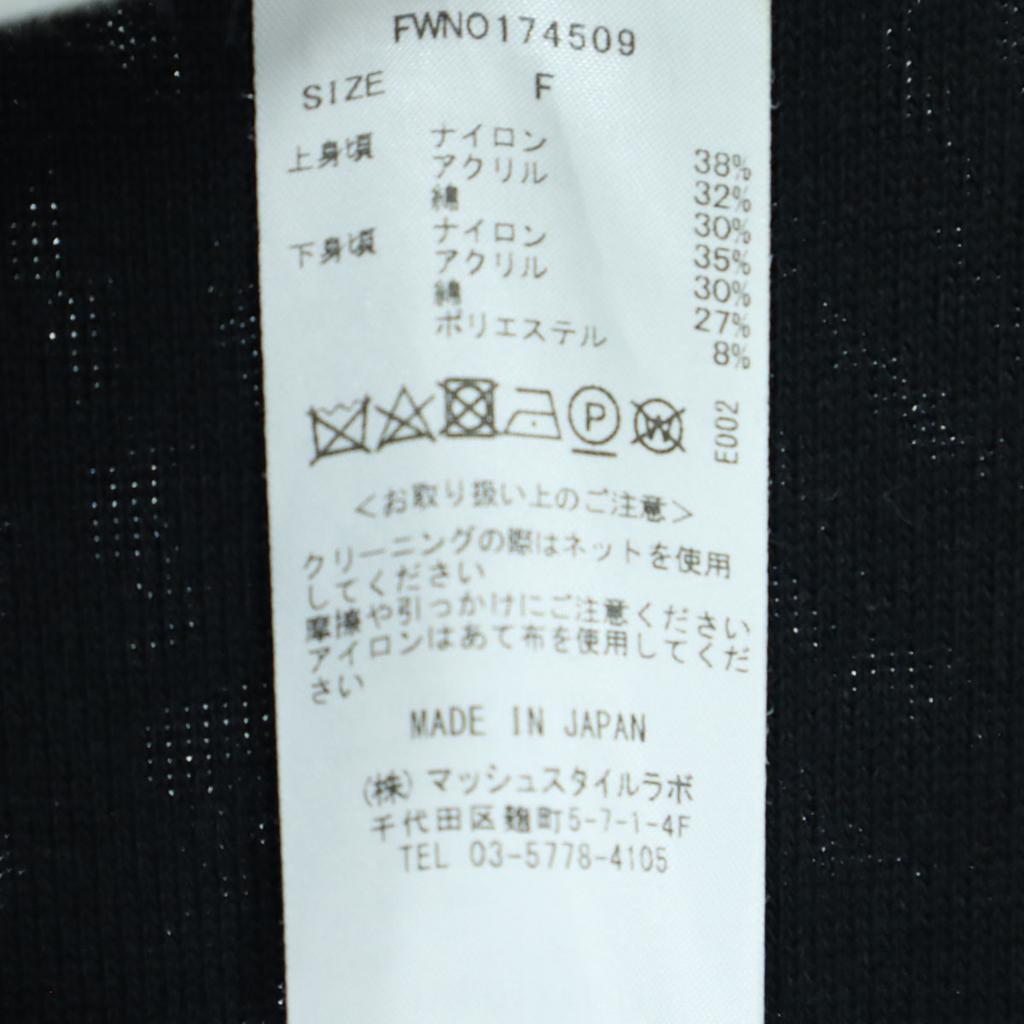 FWNO174509
SIZE F
上身頃 ナイロン 38%
アクリル 32%
綿 30%
下身頃 ナイロン 35%
アクリル 30%
綿 27%
ポリエステル 8%
P W E002
<お取り扱い上のご注意>
クリーニングの際はネットを使用
してください
摩擦や引っかけにご注意ください
アイロンはあて布を使用してくだ
さい
MADE IN JAPAN
(株) マッシュスタイルラボ
千代田区麹町5-7-1-4F
TEL 03-5778-4105